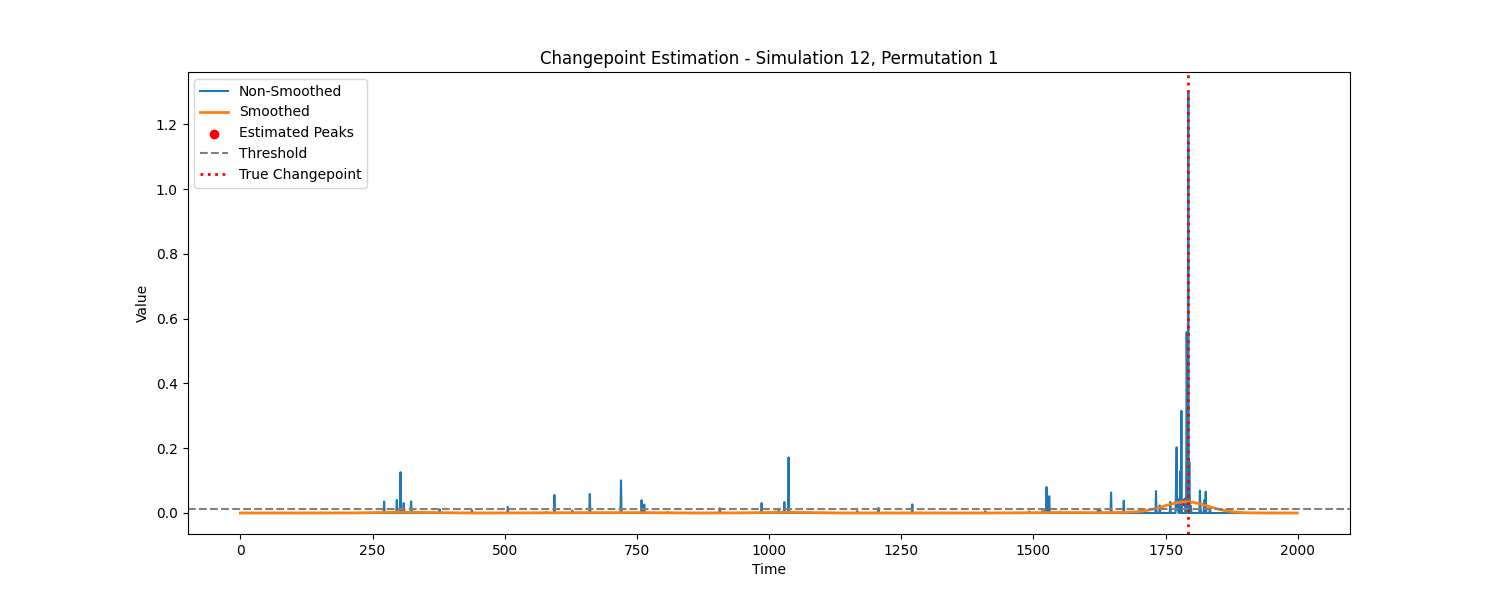 Changepoint Estimation - Simulation 12, Permutation 1
Non-Smoothed
Smoothed
Estimated Peaks
Threshold
True Changepoint
Value
1.2
1.0
0.8
0.6
0.4
0.2
0.0
0 250 500 750 1000 1250 1500 1750 2000
Time